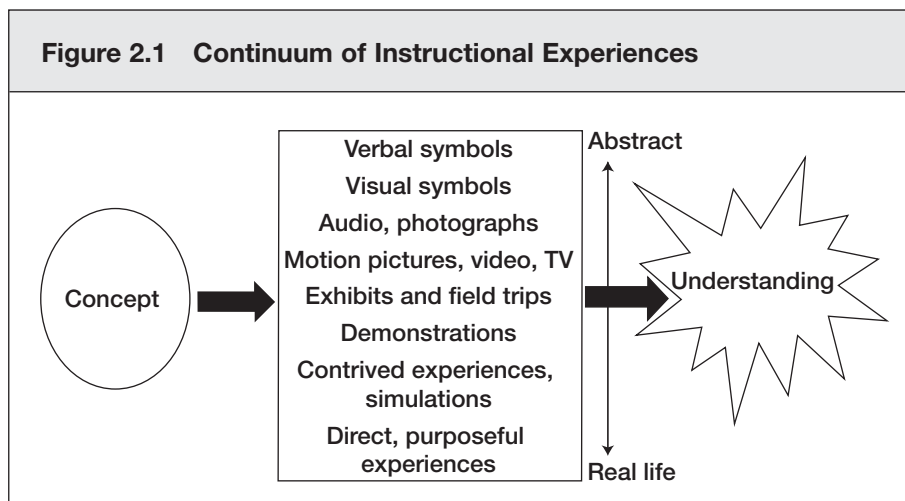 Figure 2.1 Continuum of Instructional Experiences
Concept
Verbal symbols
Visual symbols
Audio, photographs
Motion pictures, video, TV
Exhibits and field trips
Demonstrations
Contrived experiences,
simulations
Direct, purposeful
experiences
Abstract
Real life
Understanding